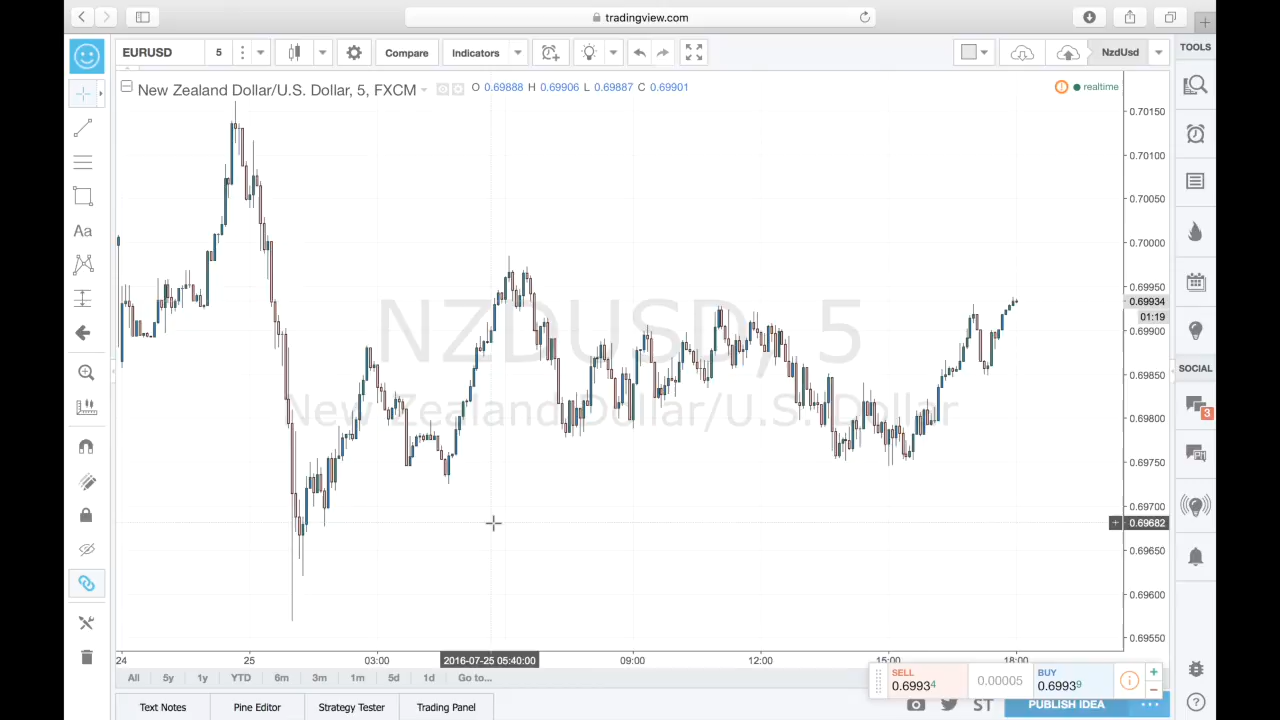 tradingview.com
EURUSD
5
Compare
Indicators
NzdUsd
TOOLS
New Zealand Dollar/U.S. Dollar, 5, FXCM
O 0.69888 H 0.69906 L 0.69887 C 0.69901
realtime
NZDUSD, 5
New Zealand Dollar/U.S. Dollar
0.70150
0.70100
0.70050
0.70000
0.69950
0.69934
01:19
0.69900
0.69850
0.69800
0.69750
0.69700
0.69682
0.69650
0.69600
0.69550
Aa
SOCIAL
3
24
25
03:00
2016-07-25 05:40:00
09:00
12:00
15:00
18:00
All
5y
1y
YTD
6m
3m
1m
5d
1d
Go to...
SELL
0.69934
0.00005
BUY
0.69939
Text Notes
Pine Editor
Strategy Tester
Trading Panel
ST
PUBLISH IDEA